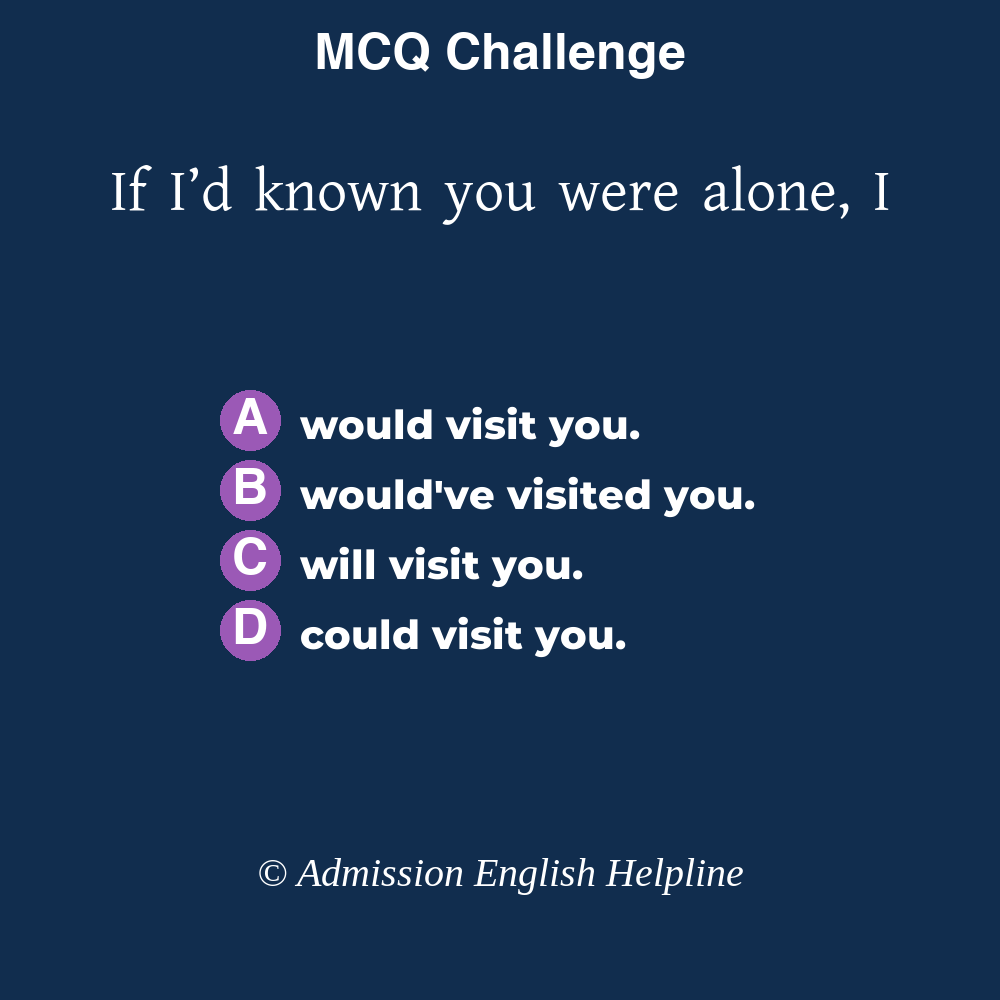 MCQ Challenge
If I’d known you were alone, I
A would visit you.
B would've visited you.
C will visit you.
D could visit you.
© Admission English Helpline